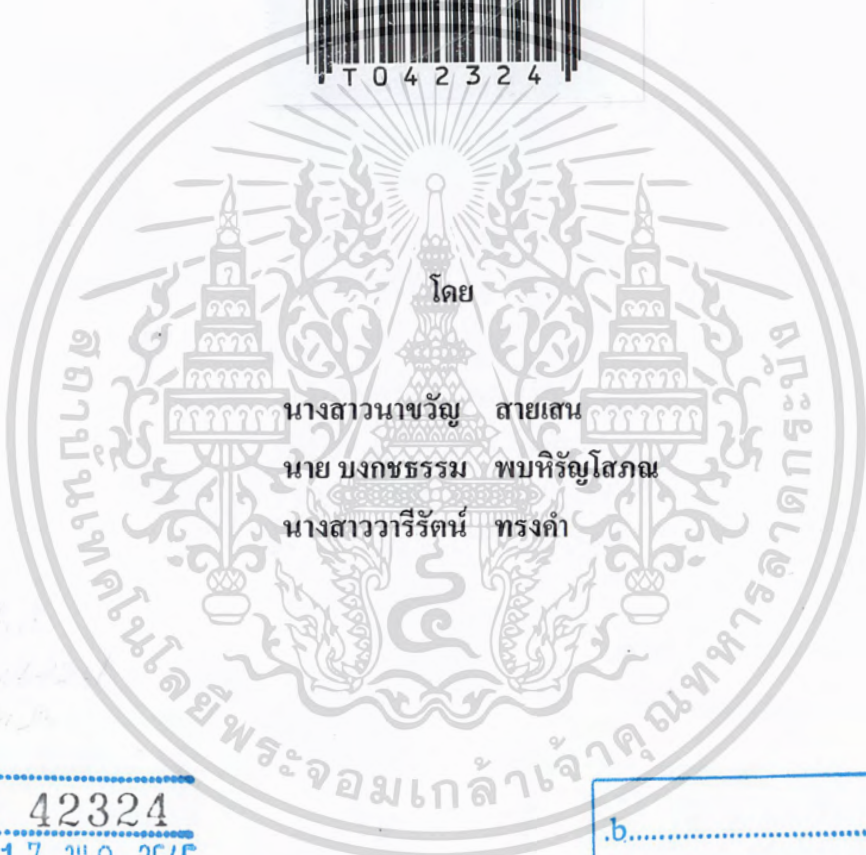 T042324
โดย
นางสาวนาขวัญ สายเสน
นาย บงกชธรรม พบหิรัญโสภณ
นางสาววารีรัตน์ ทรงคำ
สถาบันเทคโนโลยีพระจอมเกล้าเจ้าคุณทหารลาดกระบัง
42324
.b